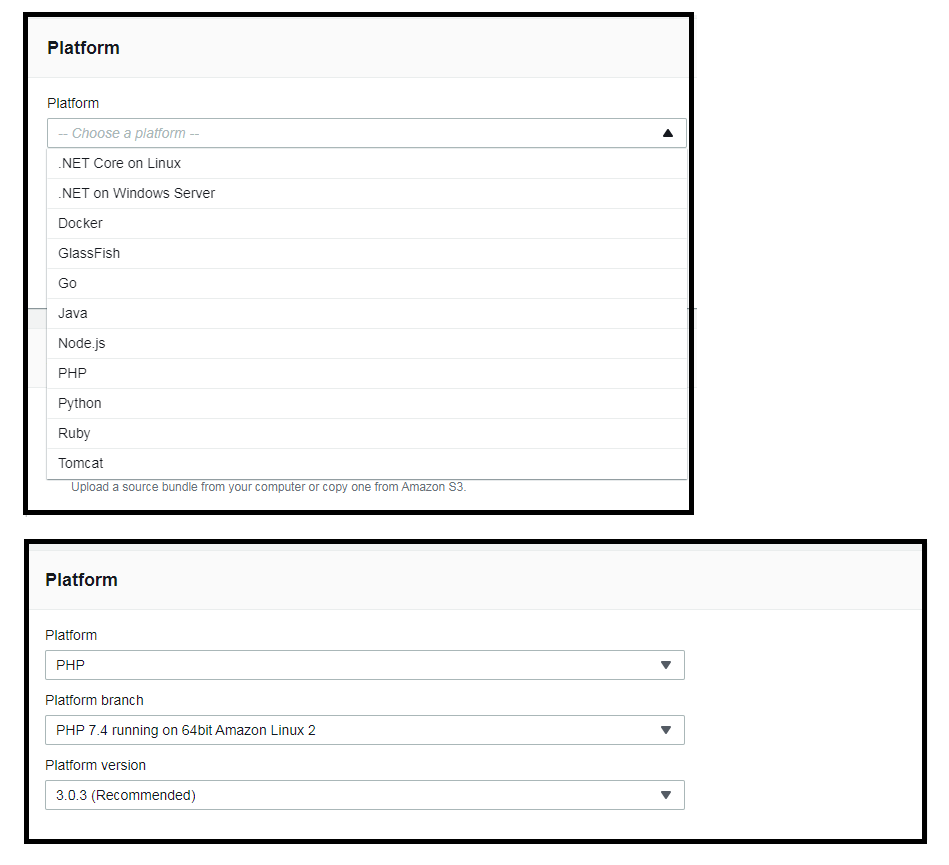 Platform
Platform
-- Choose a platform --
.NET Core on Linux
.NET on Windows Server
Docker
GlassFish
Go
Java
Node.js
PHP
Python
Ruby
Tomcat
Upload a source bundle from your computer or copy one from Amazon S3.
Platform
Platform
PHP
Platform branch
PHP 7.4 running on 64bit Amazon Linux 2
Platform version
3.0.3 (Recommended)